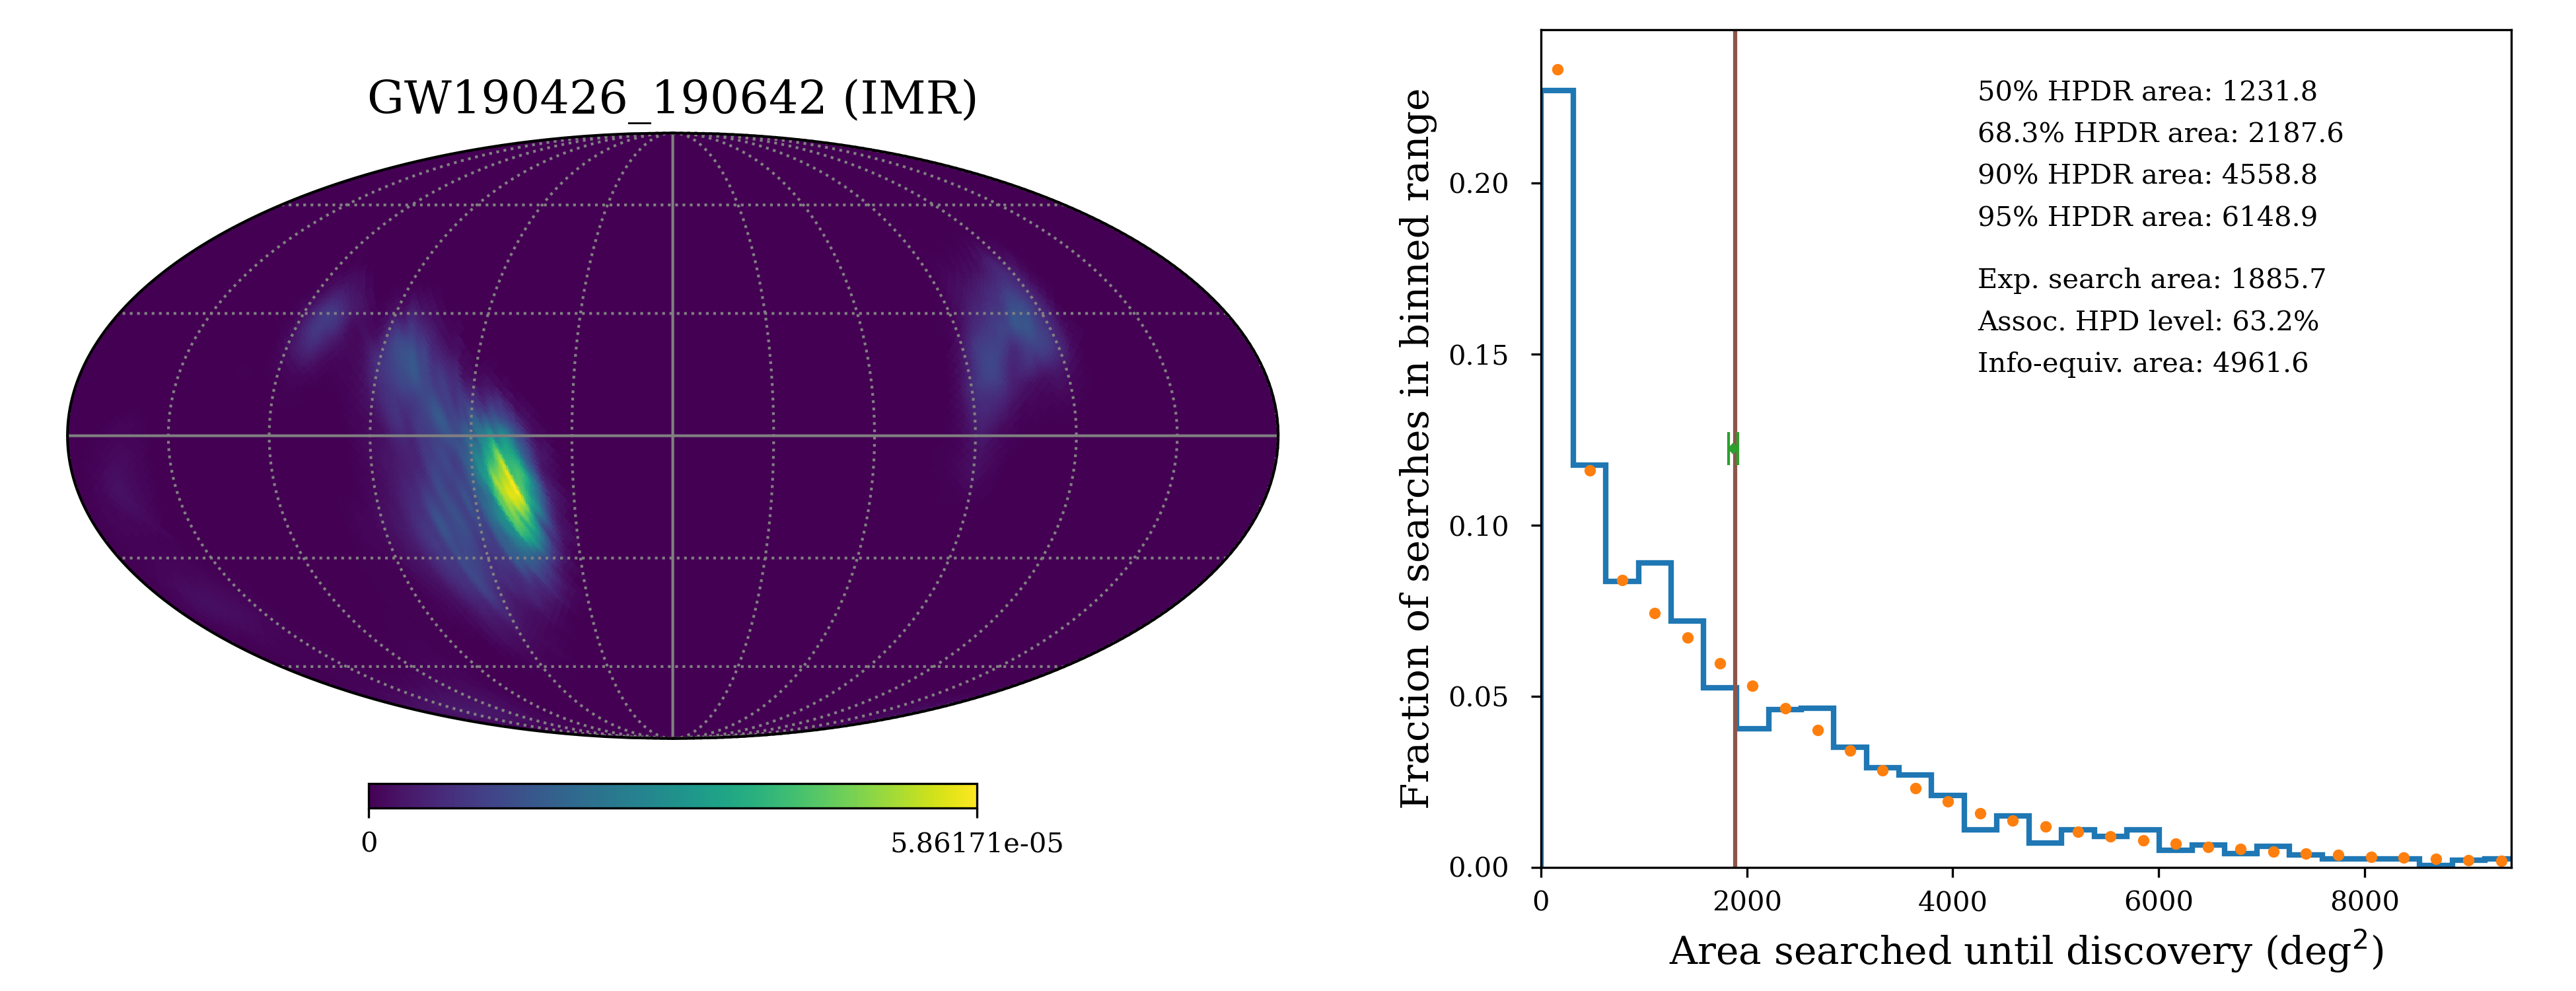 GW190426_190642 (IMR)
0
5.86171e-05
Fraction of searches in binned range
0.20
0.15
0.10
0.05
0.00
50% HPDR area: 1231.8
68.3% HPDR area: 2187.6
90% HPDR area: 4558.8
95% HPDR area: 6148.9
Exp. search area: 1885.7
Assoc. HPD level: 63.2%
Info-equiv. area: 4961.6
0 2000 4000 6000 8000
Area searched until discovery (deg²)